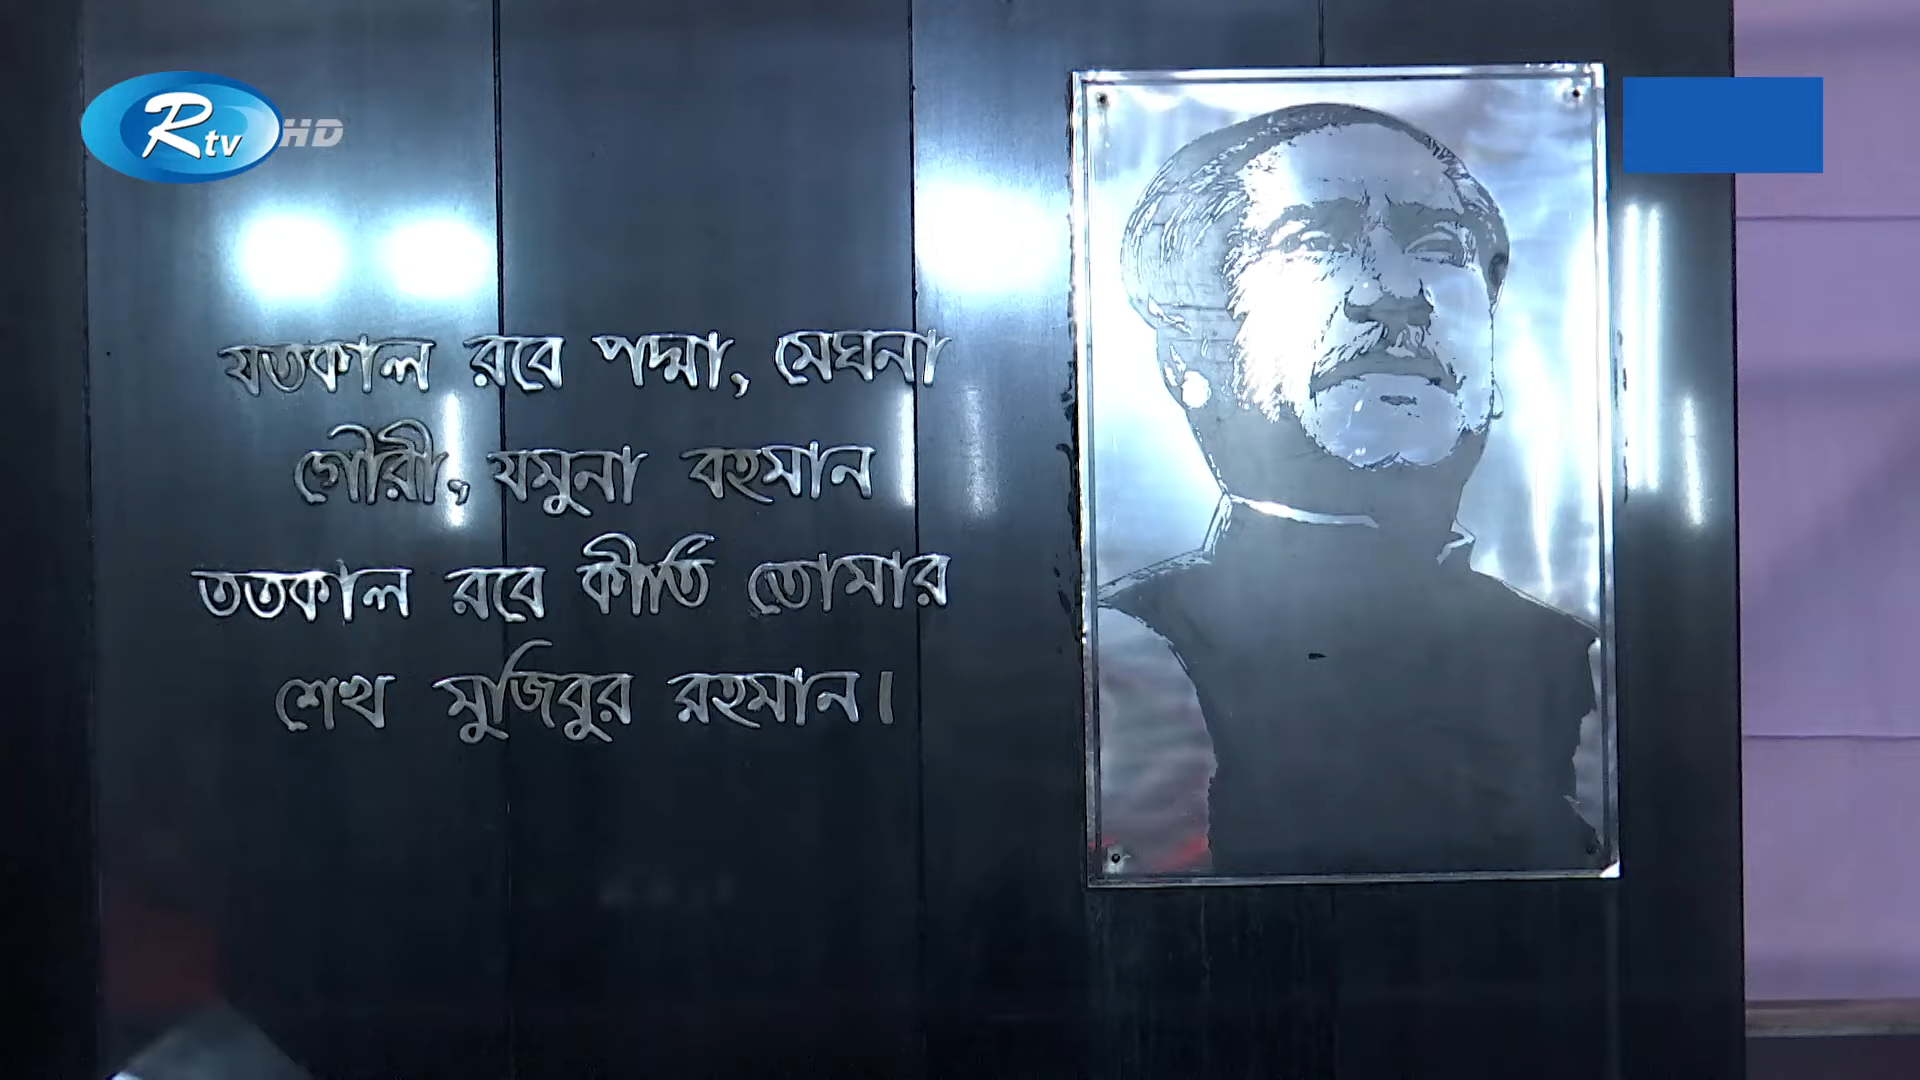 Rtv HD
যতকাল রবে পদ্মা, মেঘনা
গৌরী, যমুনা বহমান
ততকাল রবে কীর্তি তোমার
শেখ মুজিবুর রহমান।